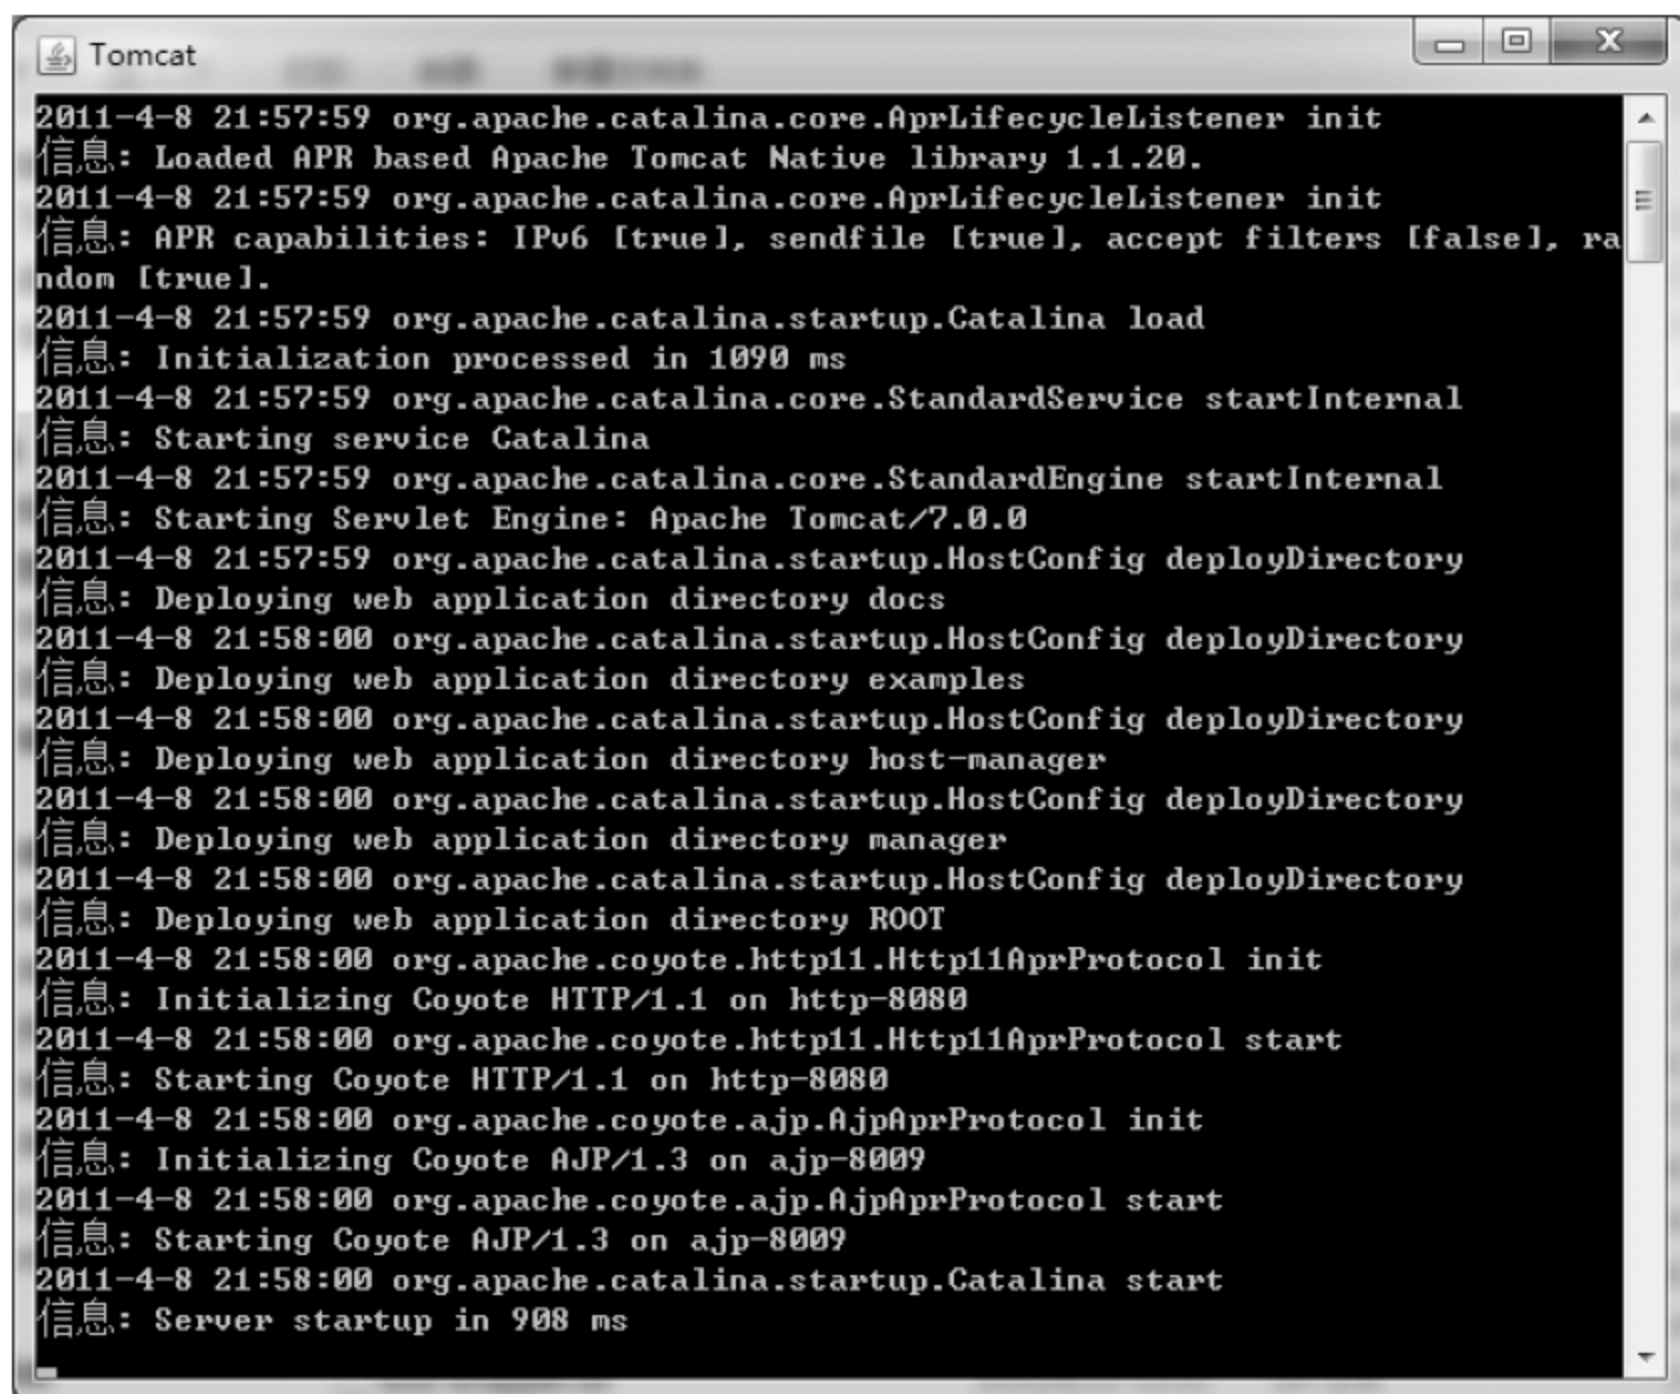 Tomcat
2011-4-8 21:57:59 org.apache.catalina.core.AprLifecycleListener init
信息: Loaded APR based Apache Tomcat Native library 1.1.20.
2011-4-8 21:57:59 org.apache.catalina.core.AprLifecycleListener init
信息: APR capabilities: IPv6 [true], sendfile [true], accept filters [false], ra
ndom [true].
2011-4-8 21:57:59 org.apache.catalina.startup.Catalina load
信息: Initialization processed in 1090 ms
2011-4-8 21:57:59 org.apache.catalina.core.StandardService startInternal
信息: Starting service Catalina
2011-4-8 21:57:59 org.apache.catalina.core.StandardEngine startInternal
信息: Starting Servlet Engine: Apache Tomcat/7.0.0
2011-4-8 21:57:59 org.apache.catalina.startup.HostConfig deployDirectory
信息: Deploying web application directory docs
2011-4-8 21:58:00 org.apache.catalina.startup.HostConfig deployDirectory
信息: Deploying web application directory examples
2011-4-8 21:58:00 org.apache.catalina.startup.HostConfig deployDirectory
信息: Deploying web application directory host-manager
2011-4-8 21:58:00 org.apache.catalina.startup.HostConfig deployDirectory
信息: Deploying web application directory manager
2011-4-8 21:58:00 org.apache.catalina.startup.HostConfig deployDirectory
信息: Deploying web application directory ROOT
2011-4-8 21:58:00 org.apache.coyote.http11.Http11AprProtocol init
信息: Initializing Coyote HTTP/1.1 on http-8080
2011-4-8 21:58:00 org.apache.coyote.http11.Http11AprProtocol start
信息: Starting Coyote HTTP/1.1 on http-8080
2011-4-8 21:58:00 org.apache.coyote.ajp.AjpAprProtocol init
信息: Initializing Coyote AJP/1.3 on ajp-8009
2011-4-8 21:58:00 org.apache.coyote.ajp.AjpAprProtocol start
信息: Starting Coyote AJP/1.3 on ajp-8009
2011-4-8 21:58:00 org.apache.catalina.startup.Catalina start
信息: Server startup in 908 ms